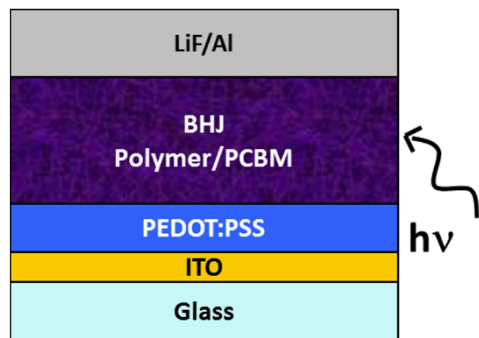 LiF/Al
BHJ
Polymer/PCBM
PEDOT:PSS
hν
ITO
Glass